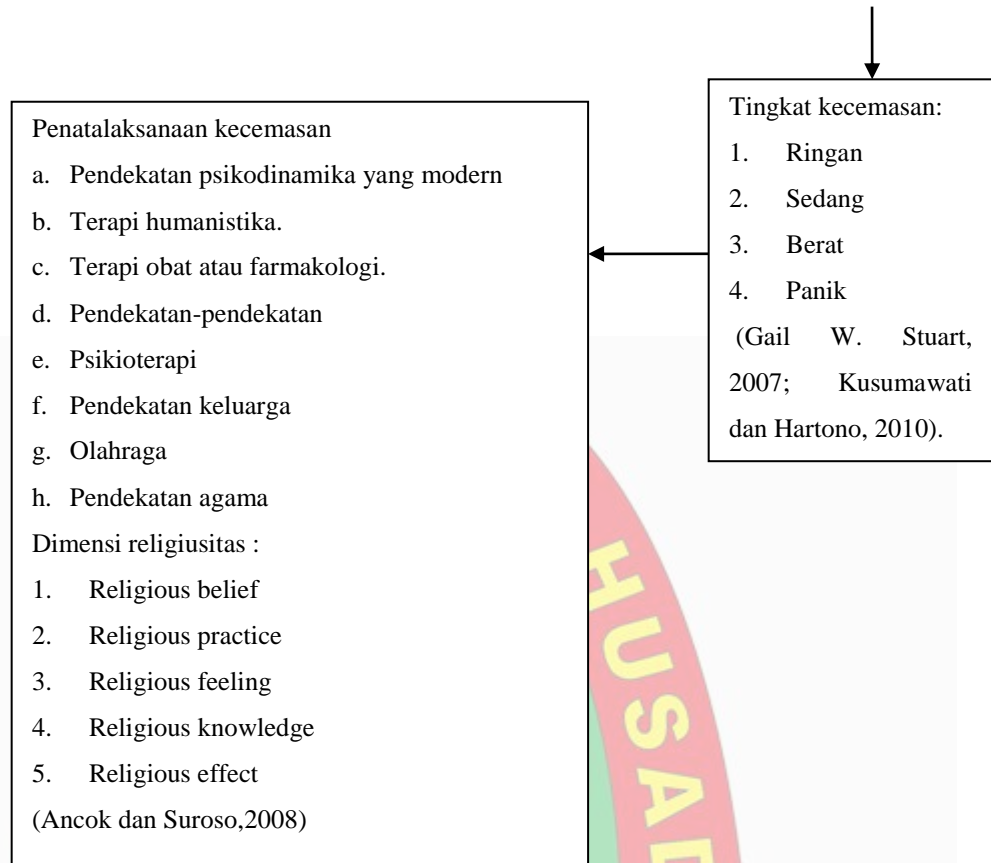 Penatalaksanaan kecemasan
a. Pendekatan psikodinamika yang modern
b. Terapi humanistika.
c. Terapi obat atau farmakologi.
d. Pendekatan-pendekatan
e. Psikioterapi
f. Pendekatan keluarga
g. Olahraga
h. Pendekatan agama
Dimensi religiusitas :
1. Religious belief
2. Religious practice
3. Religious feeling
4. Religious knowledge
5. Religious effect
(Ancok dan Suroso,2008)
Tingkat kecemasan:
1. Ringan
2. Sedang
3. Berat
4. Panik
(Gail W. Stuart,
2007; Kusumawati
dan Hartono, 2010).